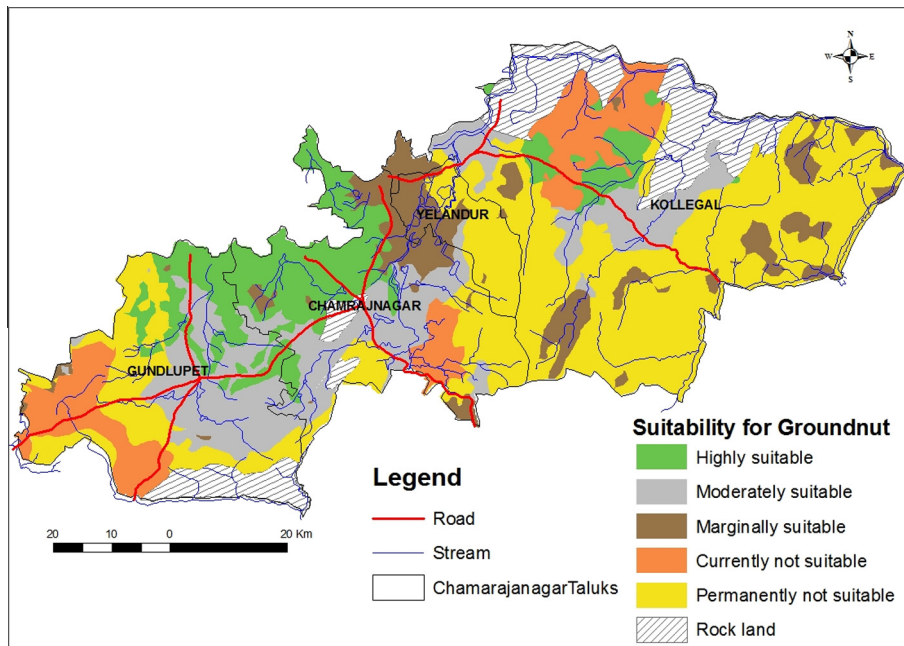 N
W E
S
YELANDUR
KOLLEGAL
CHAMRAJNAGAR
GUNDLUPET
Suitability for Groundnut
Highly suitable
Moderately suitable
Marginally suitable
Currently not suitable
Permanently not suitable
Rock land
Legend
Road
Stream
ChamarajanagarTaluks
20 10 0 20 Km